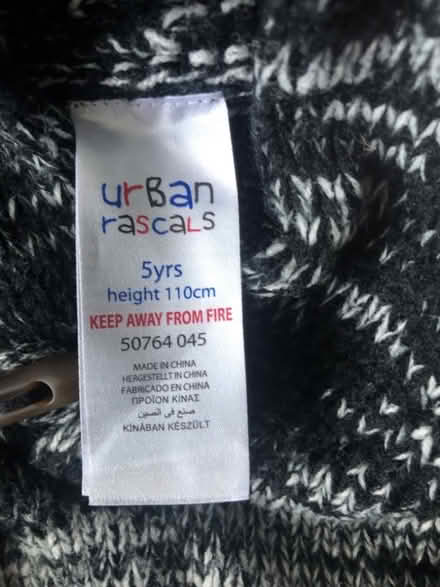 urBan
rascaLs
5yrs
height 110cm
KEEP AWAY FROM FIRE
50764 045
MADE IN CHINA
HERGESTELLT IN CHINA
FABRICADO EN CHINA
ΠΡΟΪΟΝ ΚΙΝΑΣ
صنع في الصين
KÍNÁBAN KÉSZÜLT